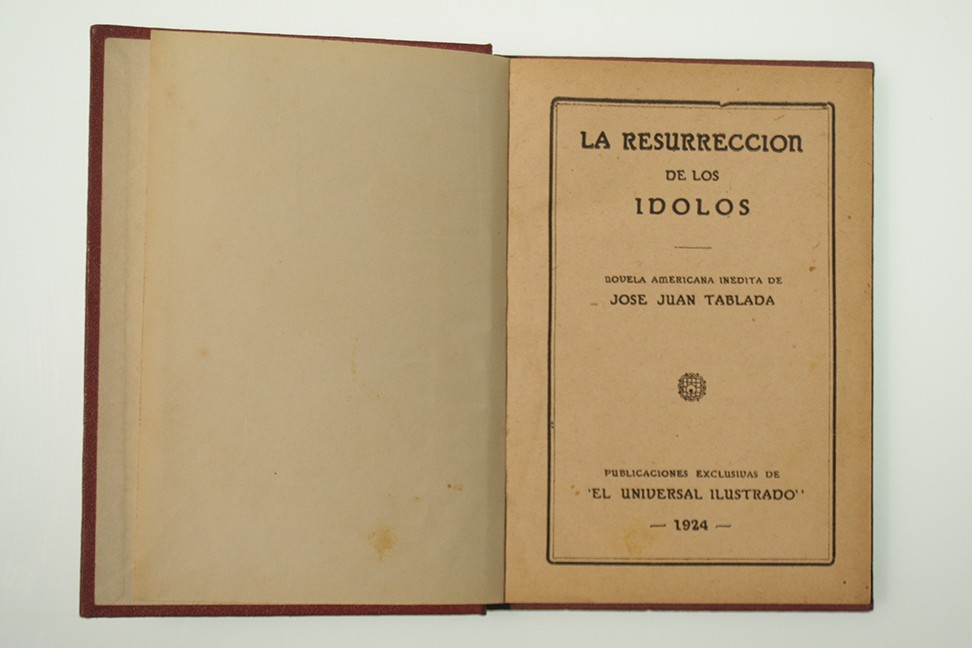 LA RESURRECCION
DE LOS
IDOLOS
NOVELA AMERICANA INEDITA DE
JOSE JUAN TABLADA
PUBLICACIONES EXCLUSIVAS DE
'EL UNIVERSAL ILUSTRADO''
— 1924 —